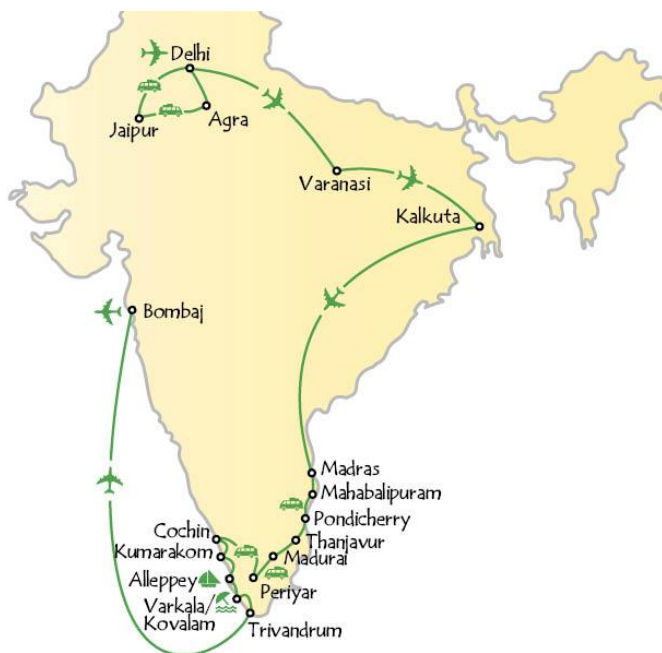 Delhi
Jaipur
Agra
Varanasi
Kalkuta
Bombaj
Madras
Mahabalipuram
Pondicherry
Cochin
Thanjavur
Kumarakom
Madurai
Alleppey
Periyar
Varkala/
Kovalam
Trivandrum